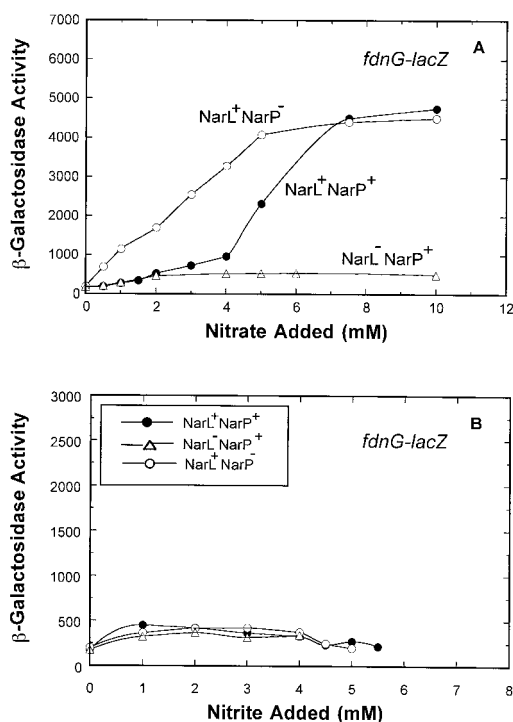 A
fdnG-lacZ
β-Galactosidase Activity
7000
6000
5000
4000
3000
2000
1000
0
NarL⁺NarP⁻
NarL⁺NarP⁺
NarL⁻NarP⁺
0 2 4 6 8 10 12
Nitrate Added (mM)
B
fdnG-lacZ
β-Galactosidase Activity
3000
2500
2000
1500
1000
500
0
NarL⁺NarP⁺
NarL⁻NarP⁺
NarL⁺NarP⁻
0 1 2 3 4 5 6 7 8
Nitrite Added (mM)